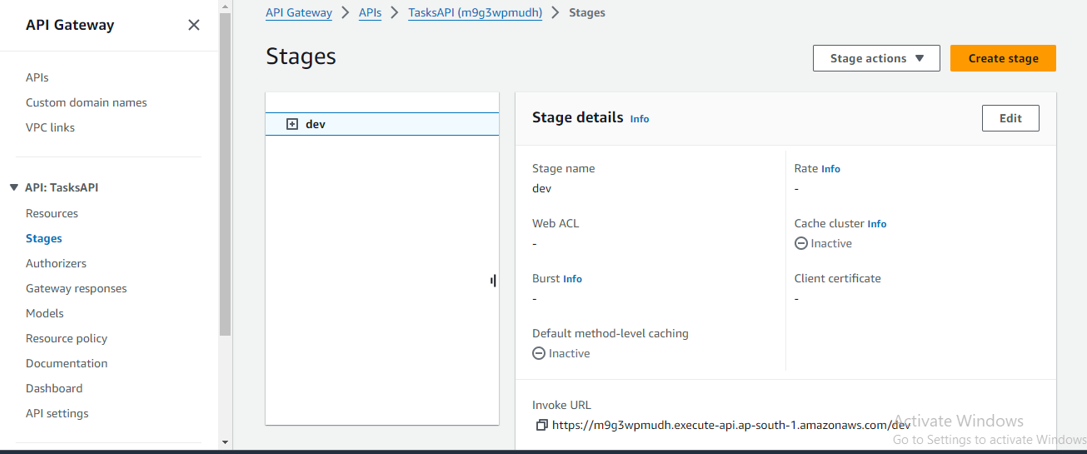 API Gateway
APIs
Custom domain names
VPC links
API: TasksAPI
Resources
Stages
Authorizers
Gateway responses
Models
Resource policy
Documentation
Dashboard
API settings
API Gateway > APIs > TasksAPI (m9g3wpmudh) > Stages
Stages
Stage actions
Create stage
dev
Stage details Info
Edit
Stage name
dev
Rate Info
-
Web ACL
-
Cache cluster Info
Inactive
Burst Info
-
Client certificate
-
Default method-level caching
Inactive
Invoke URL
https://m9g3wpmudh.execute-api.ap-south-1.amazonaws.com/dev
Activate Windows
Go to Settings to activate Windows